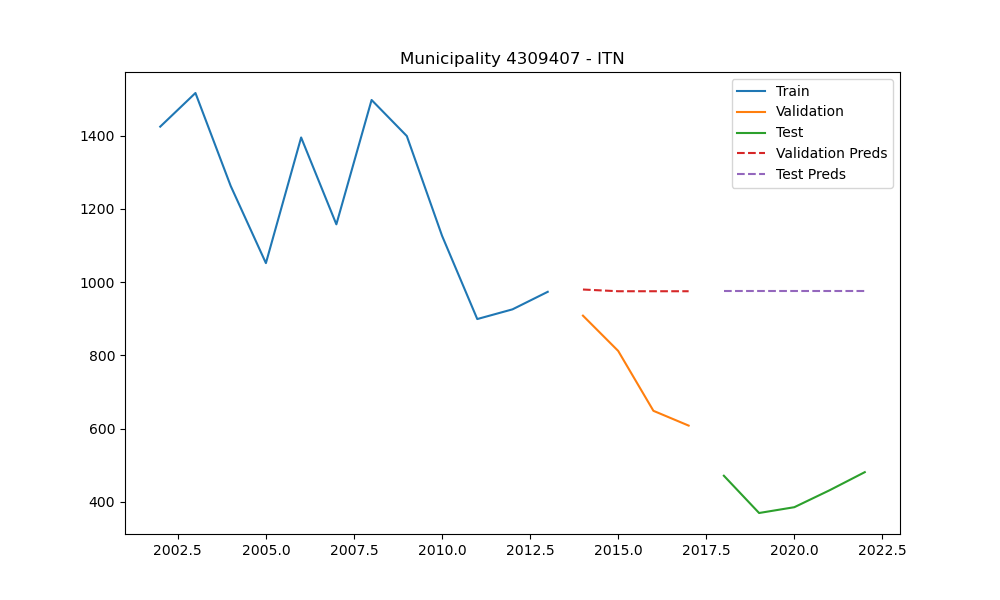 Municipality 4309407 - ITN
Train
Validation
Test
Validation Preds
Test Preds
1400
1200
1000
800
600
400
2002.5 2005.0 2007.5 2010.0 2012.5 2015.0 2017.5 2020.0 2022.5